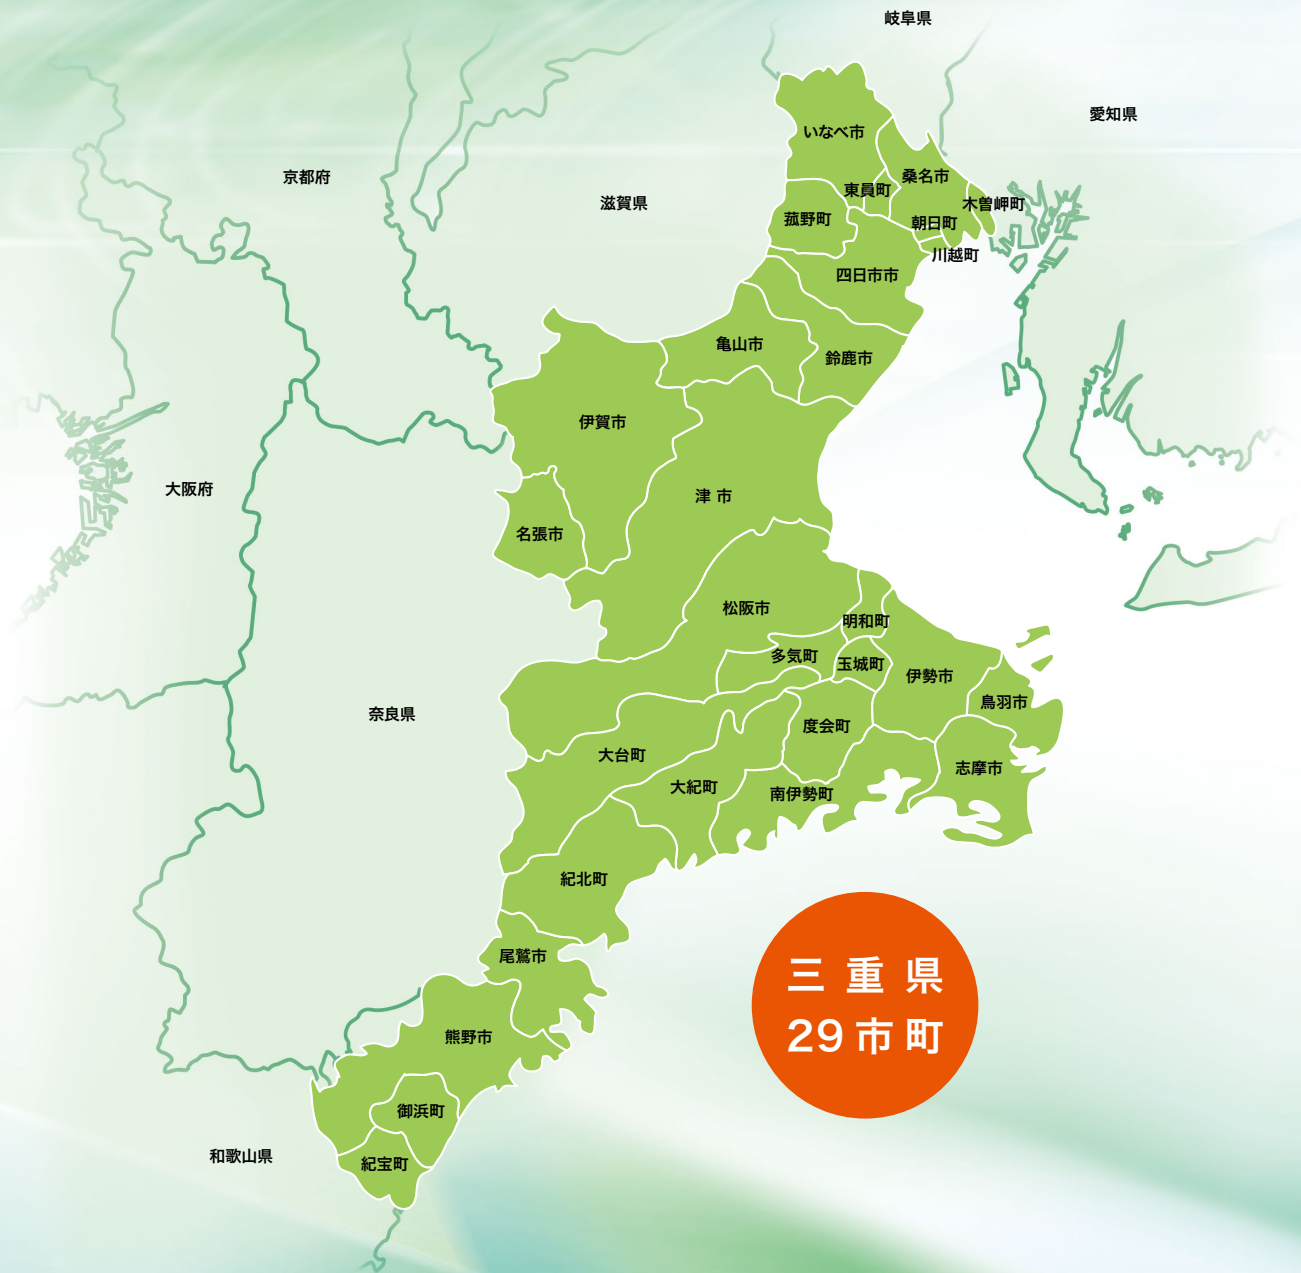 岐阜県
愛知県
いなべ市
京都府
桑名市
東員町
滋賀県
木曽岬町
菰野町
朝日町
川越町
四日市市
亀山市
鈴鹿市
伊賀市
大阪府
津 市
名張市
松阪市
明和町
多気町
玉城町
伊勢市
鳥羽市
奈良県
度会町
大台町
志摩市
大紀町
南伊勢町
紀北町
尾鷲市
三重県
29市町
熊野市
御浜町
和歌山県
紀宝町